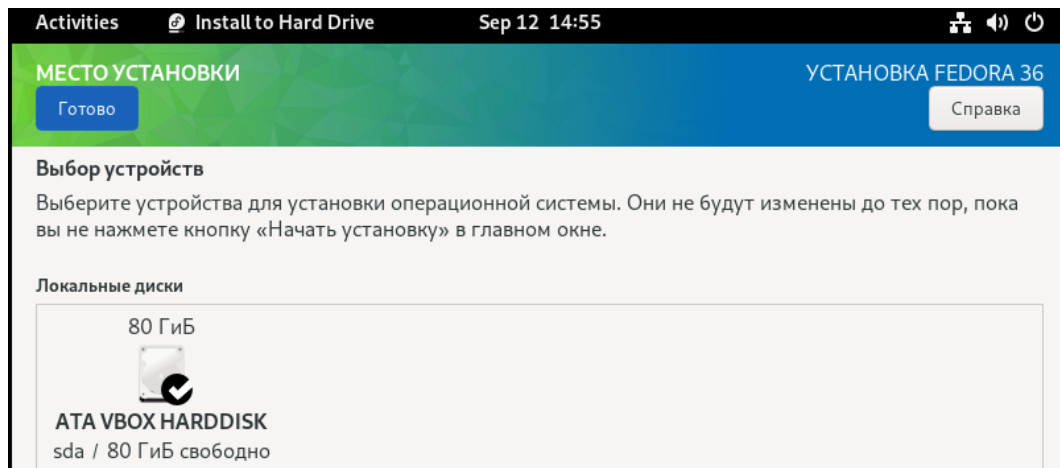 Activities Install to Hard Drive Sep 12 14:55
МЕСТО УСТАНОВКИ УСТАНОВКА FEDORA 36
Готово Справка
Выбор устройств
Выберите устройства для установки операционной системы. Они не будут изменены до тех пор, пока
вы не нажмете кнопку «Начать установку» в главном окне.
Локальные диски
80 ГиБ
ATA VBOX HARDDISK
sda / 80 ГиБ свободно